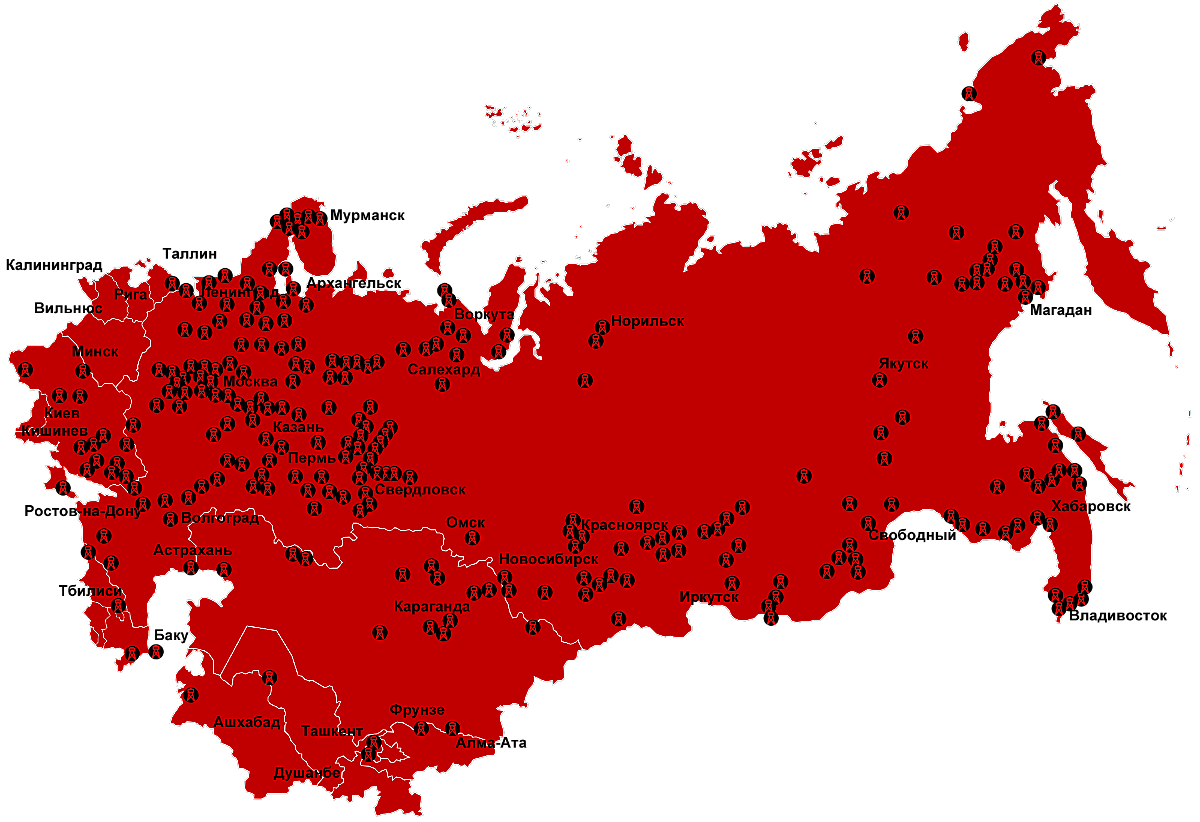 Мурманск
Таллин
Калининград
Архангельск
Ленинград
Рига
Вильнюс
Воркута
Норильск
Магадан
Минск
Салехард
Якутск
Москва
Киев
Казань
Кишинев
Пермь
Свердловск
Хабаровск
Ростов-на-Дону
Волгоград
Омск
Красноярск
Свободный
Астрахань
Новосибирск
Тбилиси
Караганда
Иркутск
Владивосток
Баку
Фрунзе
Ашхабад
Ташкент
Алма-Ата
Душанбе